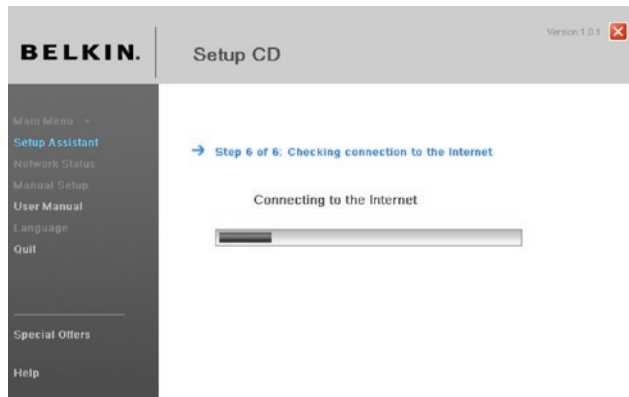 BELKIN.
Setup CD
Version 1.0.1
Main Menu >
Setup Assistant
Network Status
Manual Setup
User Manual
Language
Quit
Special Offers
Help
Step 6 of 6: Checking connection to the Internet
Connecting to the Internet